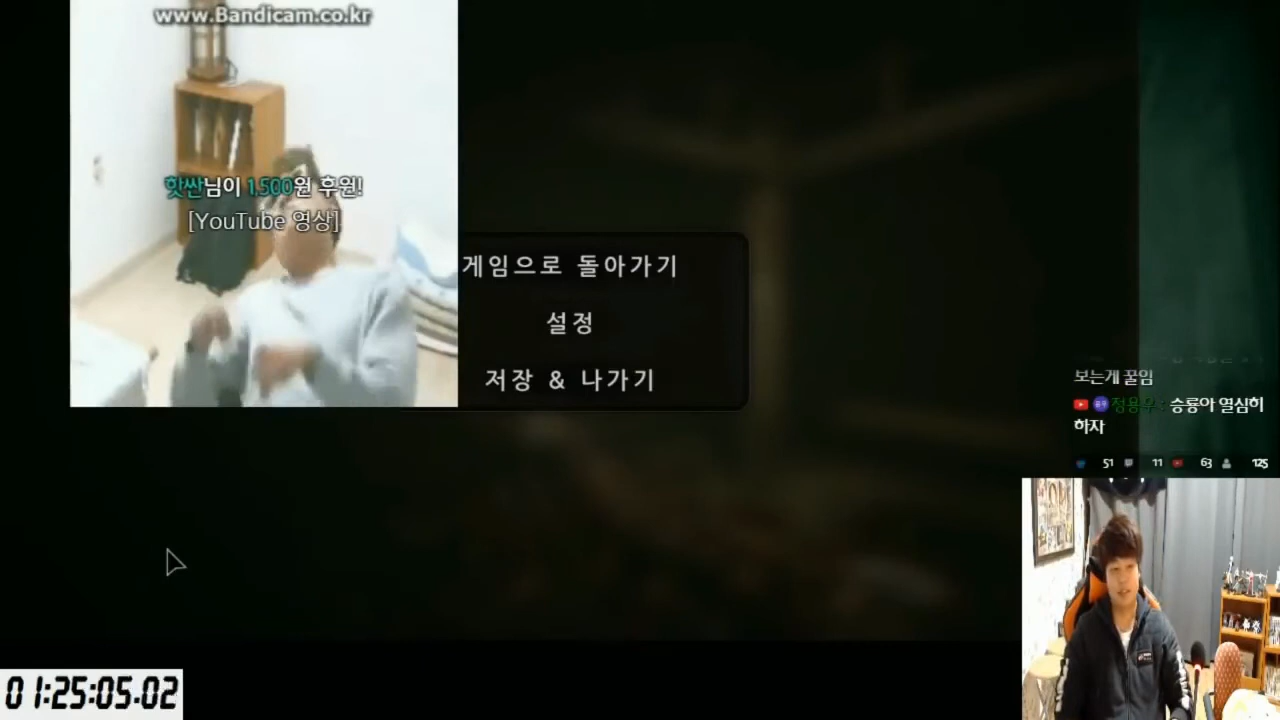 www.Bandicam.co.kr
핫싼님이 1,500원 후원!
[YouTube 영상]
게임으로 돌아가기
설정
저장 & 나가기
보는게 꿀임
정용우 : 승룡아 열심히
하자
51 11 63 125
01:25:05.02